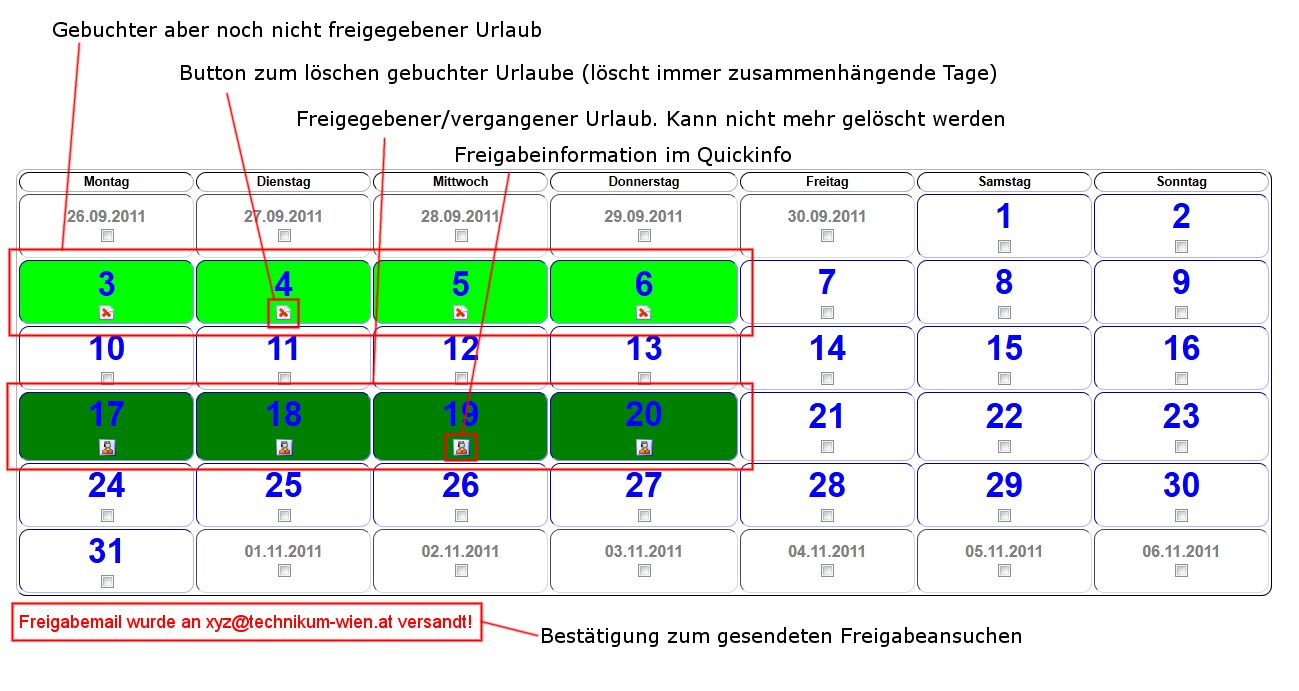 Gebuchter aber noch nicht freigegebener Urlaub
Button zum löschen gebuchter Urlaube (löscht immer zusammenhängende Tage)
Freigegebener/vergangener Urlaub. Kann nicht mehr gelöscht werden
Freigabeinformation im Quickinfo
Montag Dienstag Mittwoch Donnerstag Freitag Samstag Sonntag
26.09.2011 27.09.2011 28.09.2011 29.09.2011 30.09.2011 1 2
3 4 5 6 7 8 9
10 11 12 13 14 15 16
17 18 19 20 21 22 23
24 25 26 27 28 29 30
31 01.11.2011 02.11.2011 03.11.2011 04.11.2011 05.11.2011 06.11.2011
Freigabemail wurde an xyz@technikum-wien.at versandt!
Bestätigung zum gesendeten Freigabeansuchen